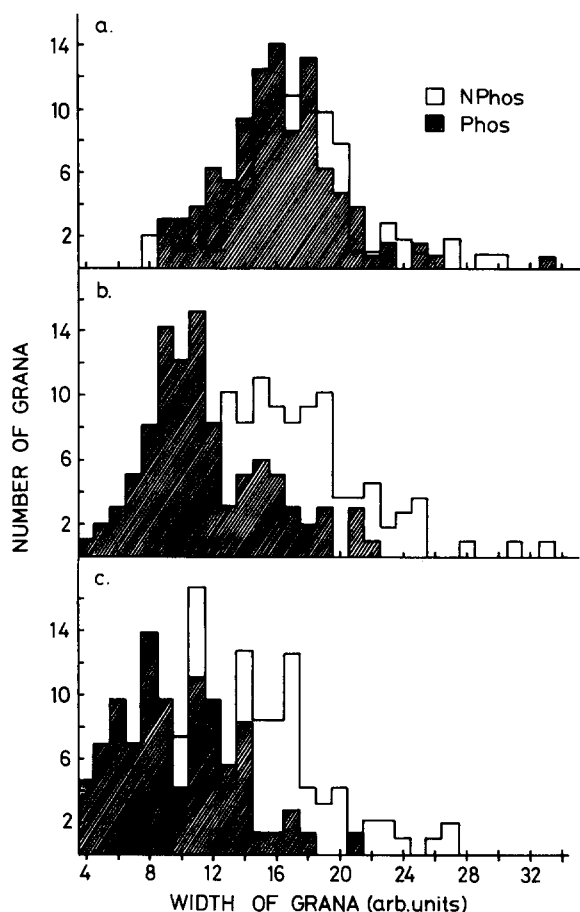 a.
14
10
6
2
NPhos
Phos
b.
14
10
6
2
c.
14
10
6
2
NUMBER OF GRANA
4 8 12 16 20 24 28 32
WIDTH OF GRANA (arb.units)